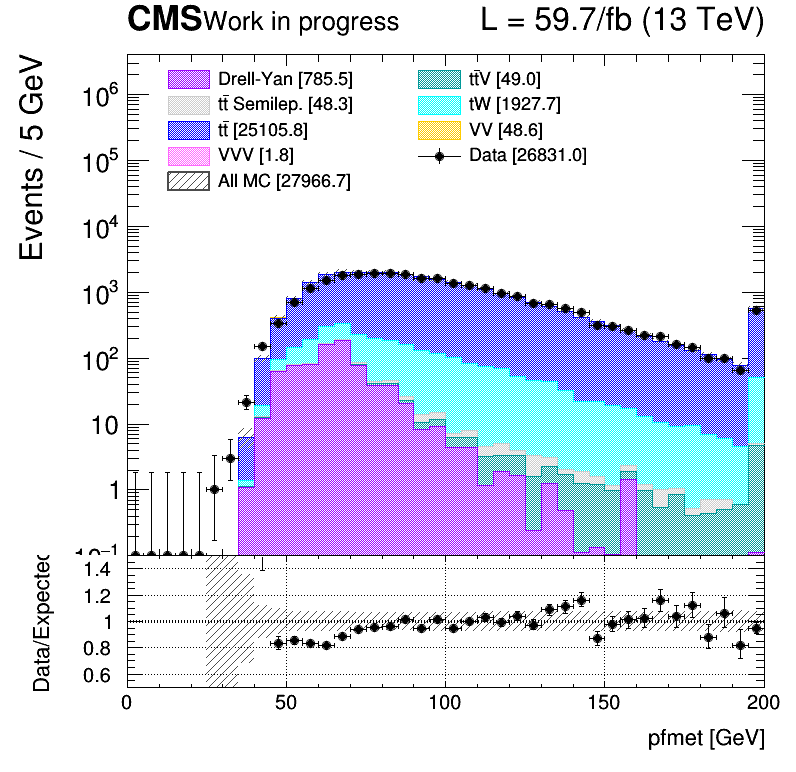 CMS Work in progress L = 59.7/fb (13 TeV)
Events / 5 GeV
10⁶
10⁵
10⁴
10³
10²
10
1
10⁻¹
Drell-Yan [785.5]
tt̄ Semilep. [48.3]
tt̄ [25105.8]
VVV [1.8]
All MC [27966.7]
tt̄V [49.0]
tW [1927.7]
VV [48.6]
Data [26831.0]
Data/Expected
1.4
1.2
1
0.8
0.6
0 50 100 150 200
pfmet [GeV]